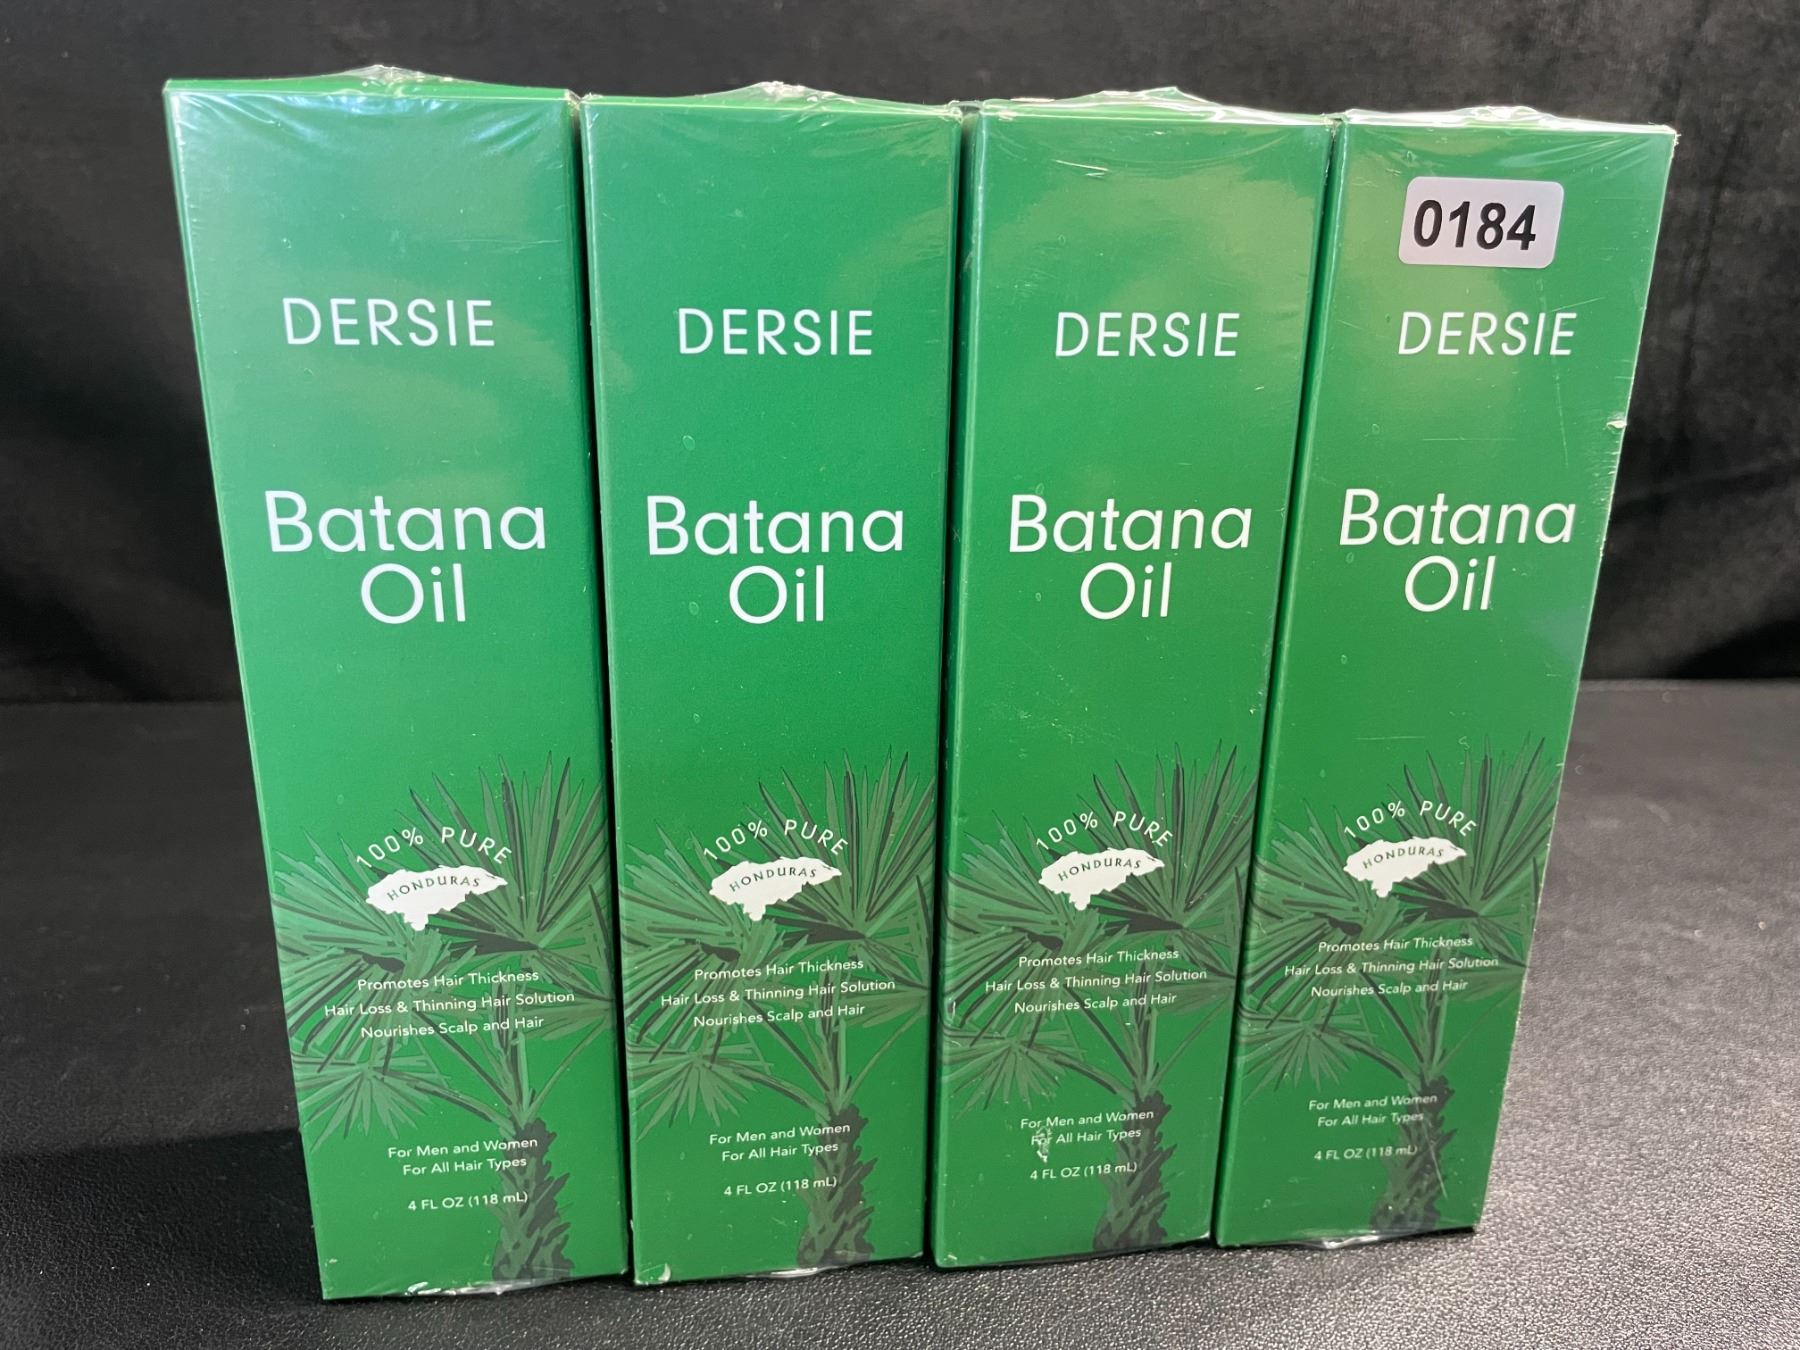 DERSIE
Batana
Oil
100% PURE
HONDURAS
Promotes Hair Thickness
Hair Loss & Thinning Hair Solution
Nourishes Scalp and Hair
For Men and Women
For All Hair Types
4 FL OZ (118 mL)
DERSIE
Batana
Oil
100% PURE
HONDURAS
Promotes Hair Thickness
Hair Loss & Thinning Hair Solution
Nourishes Scalp and Hair
For Men and Women
For All Hair Types
4 FL OZ (118 mL)
DERSIE
Batana
Oil
100% PURE
HONDURAS
Promotes Hair Thickness
Hair Loss & Thinning Hair Solution
Nourishes Scalp and Hair
For Men and Women
For All Hair Types
4 FL OZ (118 mL)
0184
DERSIE
Batana
Oil
100% PURE
HONDURAS
Promotes Hair Thickness
Hair Loss & Thinning Hair Solution
Nourishes Scalp and Hair
For Men and Women
For All Hair Types
4 FL OZ (118 mL)